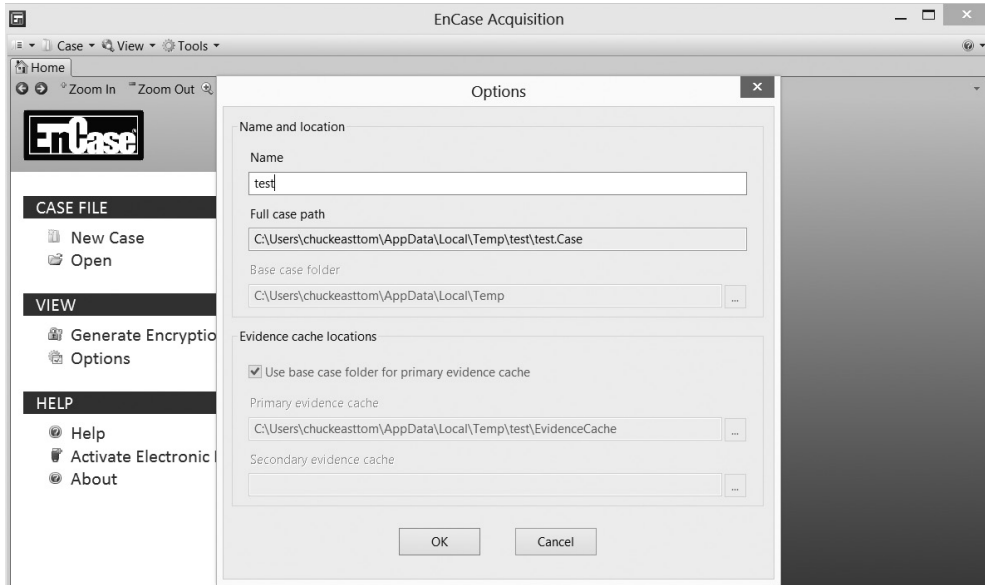 EnCase Acquisition
Case View Tools
Home
Zoom In Zoom Out
EnCase
CASE FILE
New Case
Open
VIEW
Generate Encryptio
Options
HELP
Help
Activate Electronic
About
Options
Name and location
Name
test
Full case path
C:\Users\chuckeasttom\AppData\Local\Temp\test\test.Case
Base case folder
C:\Users\chuckeasttom\AppData\Local\Temp
...
Evidence cache locations
Use base case folder for primary evidence cache
Primary evidence cache
C:\Users\chuckeasttom\AppData\Local\Temp\test\EvidenceCache
...
Secondary evidence cache
...
OK Cancel